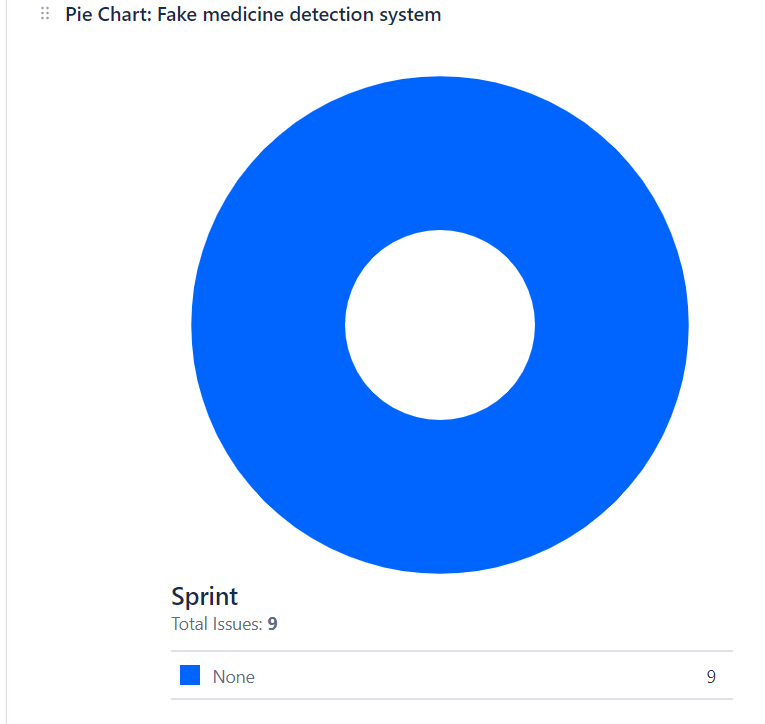 Pie Chart: Fake medicine detection system
Sprint
Total Issues: 9
None 9